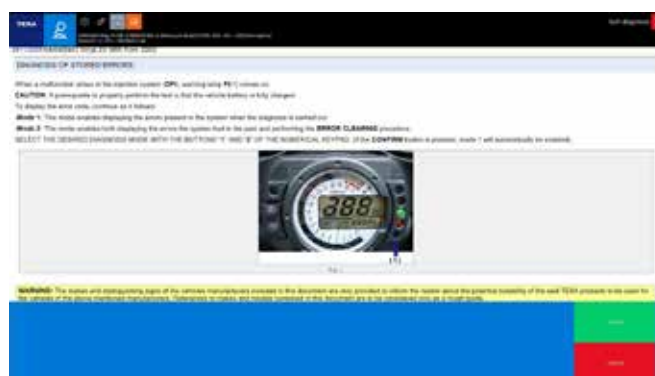 TEXA
DIAGNOSIS OF STORED ERRORS
When a malfunction arises in the injection system (DFI), warning lamp F(1) comes on.
CAUTION: A prerequisite to properly perform the test is that the vehicle battery is fully charged.
To display the error code, continue as it follows:
Mode 1: This mode enables displaying the errors present in the system when the diagnosis is carried out.
Mode 2: This mode enables both displaying the errors the system had in the past and performing the ERROR CLEARING procedure.
SELECT THE DESIRED DIAGNOSIS MODE WITH THE BUTTONS '1' AND '2' OF THE NUMERICAL KEYPAD. If the CONFIRM button is pressed, mode 1 will automatically be enabled.
288
(1)
Fig. 1
WARNING: The makes and distinguishing signs of the vehicles manufacturers included in this document are only provided to inform the reader about the potential suitability of the said TEXA products to be used for
the vehicles of the above mentioned manufacturers. References to makes and models contained in this document are to be considered only as a rough guide.